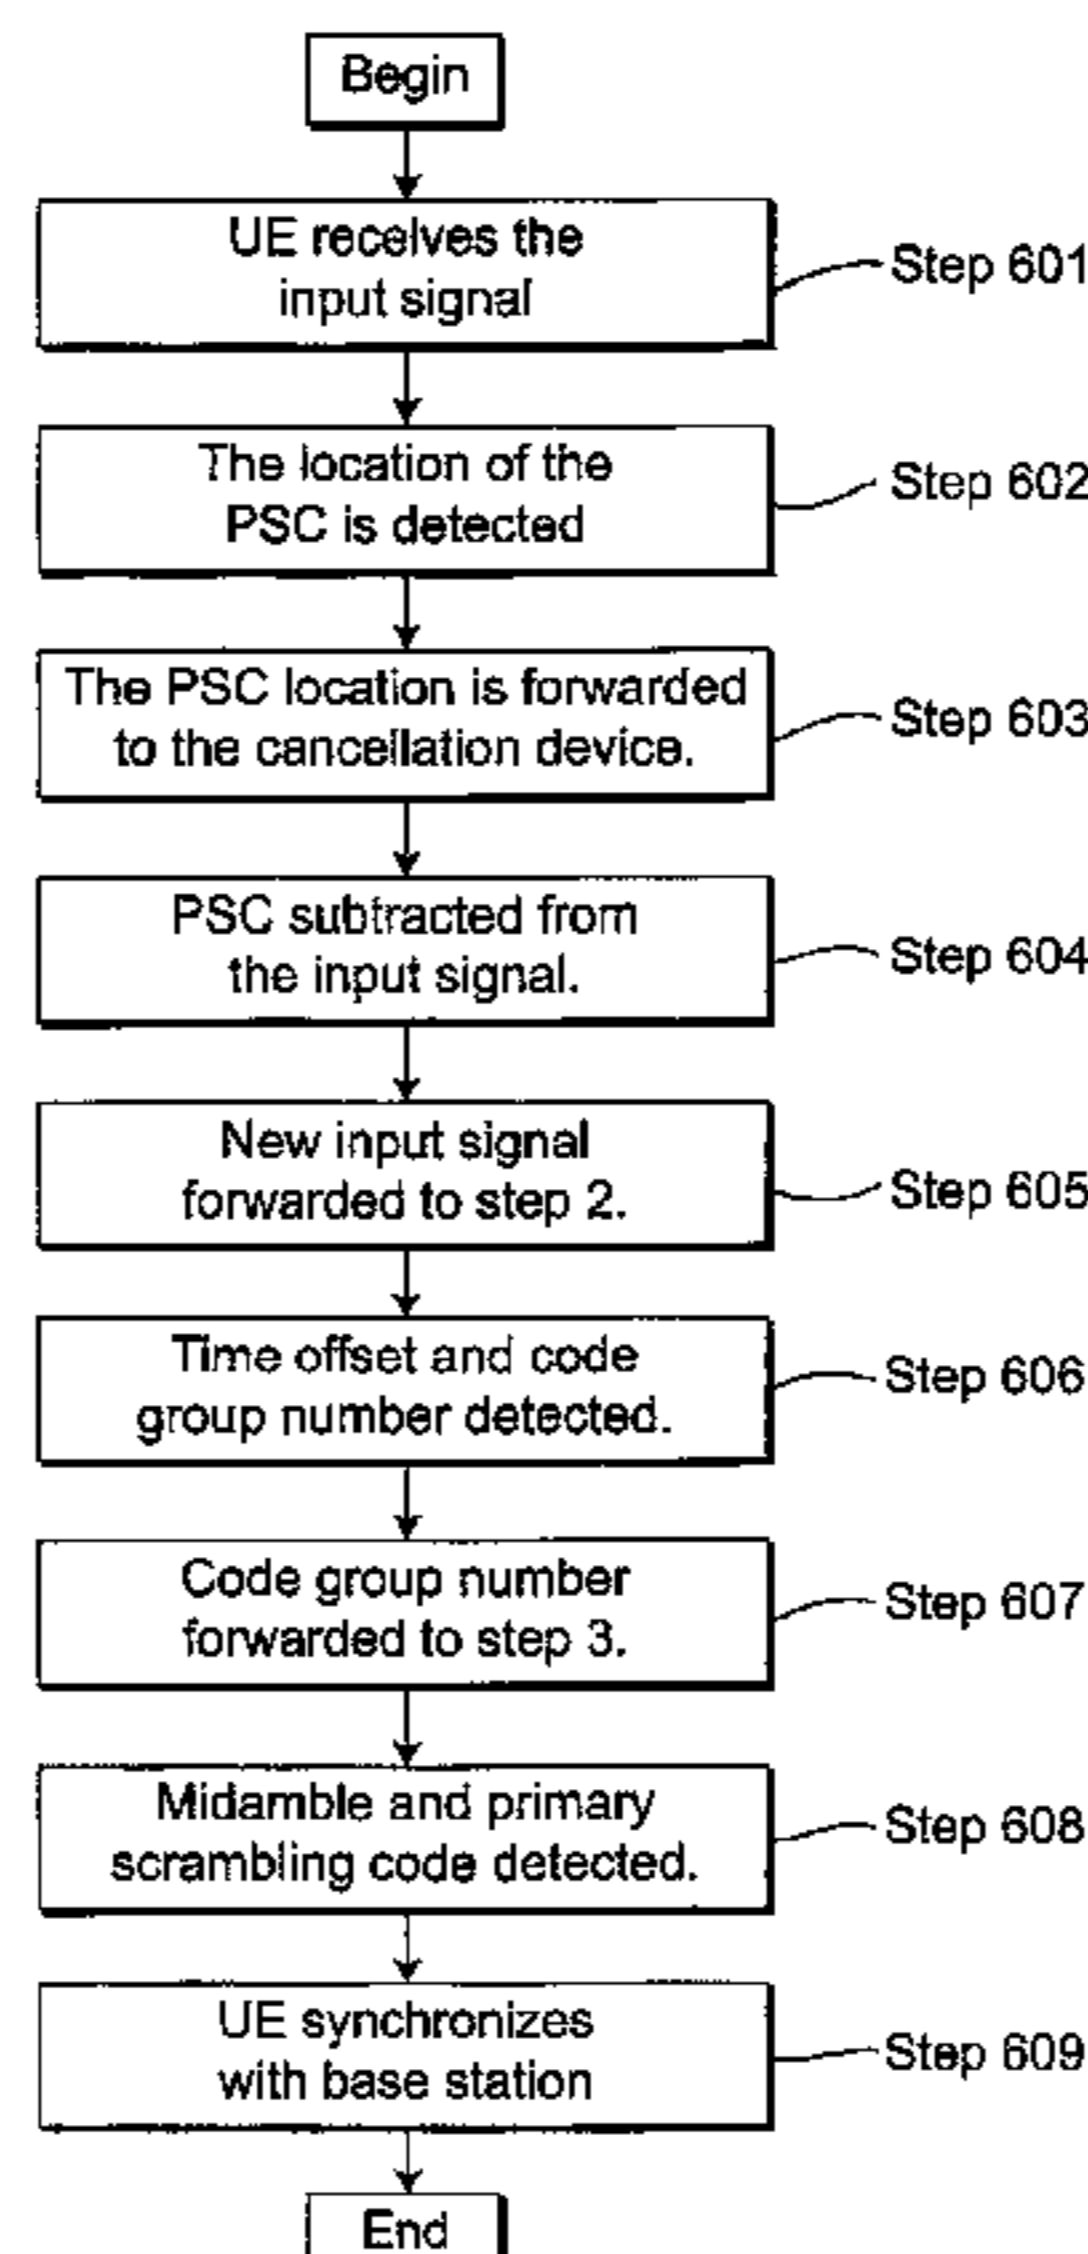 Begin
UE receives the
input signal
Step 601
The location of the
PSC is detected
Step 602
The PSC location is forwarded
to the cancellation device.
Step 603
PSC subtracted from
the input signal.
Step 604
New input signal
forwarded to step 2.
Step 605
Time offset and code
group number detected.
Step 606
Code group number
forwarded to step 3.
Step 607
Midamble and primary
scrambling code detected.
Step 608
UE synchronizes
with base station
Step 609
End